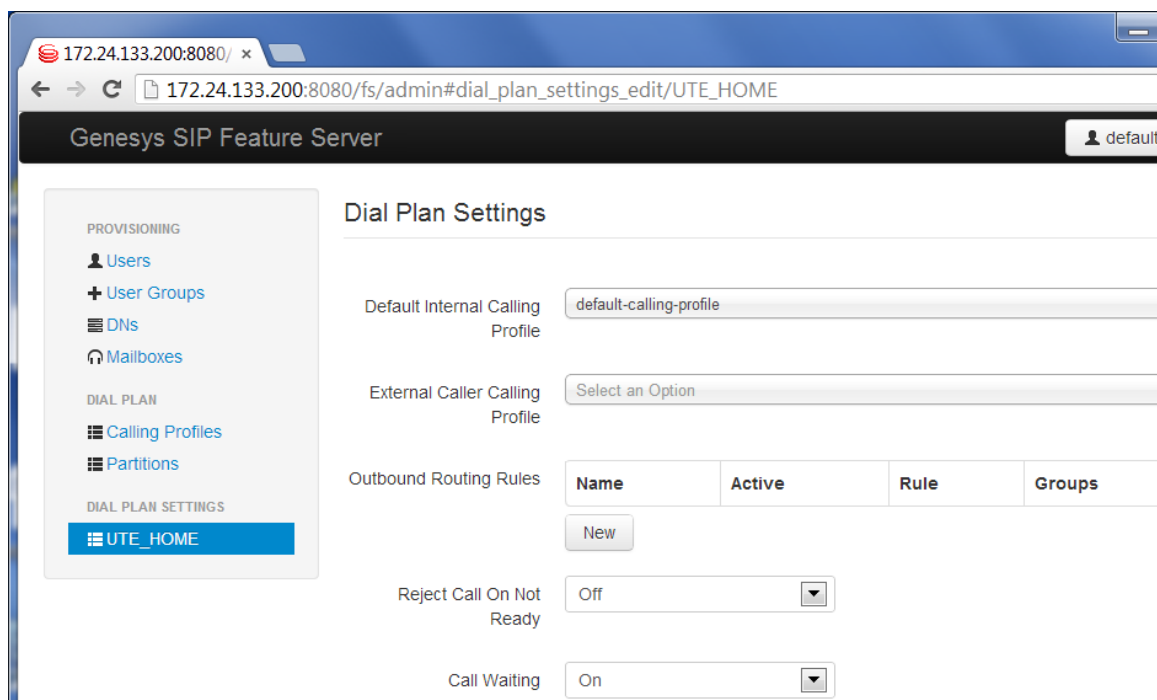 172.24.133.200:8080/ ×
172.24.133.200:8080/fs/admin#dial_plan_settings_edit/UTE_HOME
Genesys SIP Feature Server
default
PROVISIONING
Users
User Groups
DNs
Mailboxes
DIAL PLAN
Calling Profiles
Partitions
DIAL PLAN SETTINGS
UTE_HOME
Dial Plan Settings
Default Internal Calling
Profile
default-calling-profile
External Caller Calling
Profile
Select an Option
Outbound Routing Rules
Name Active Rule Groups
New
Reject Call On Not
Ready
Off
Call Waiting
On